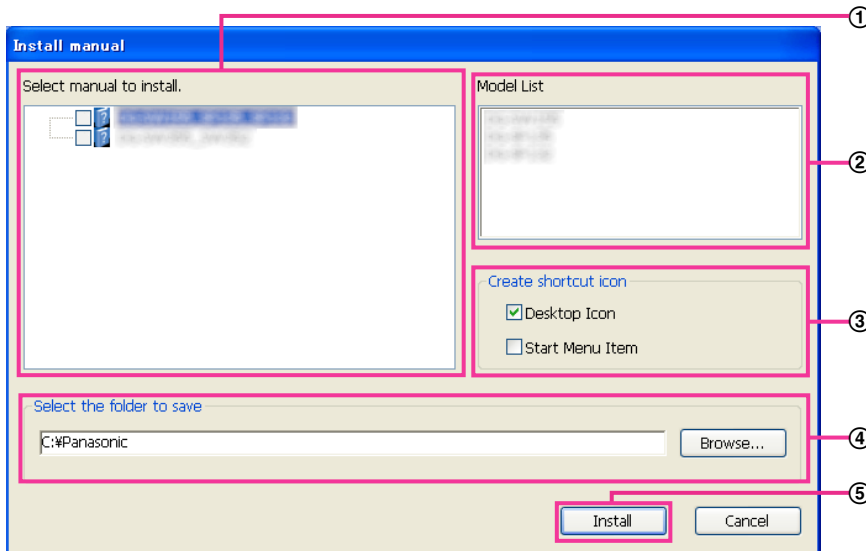 ①
Install manual
Select manual to install.
Model List
②
Create shortcut icon
Desktop Icon
③
Start Menu Item
Select the folder to save
C:¥Panasonic
Browse...
④
⑤
Install
Cancel